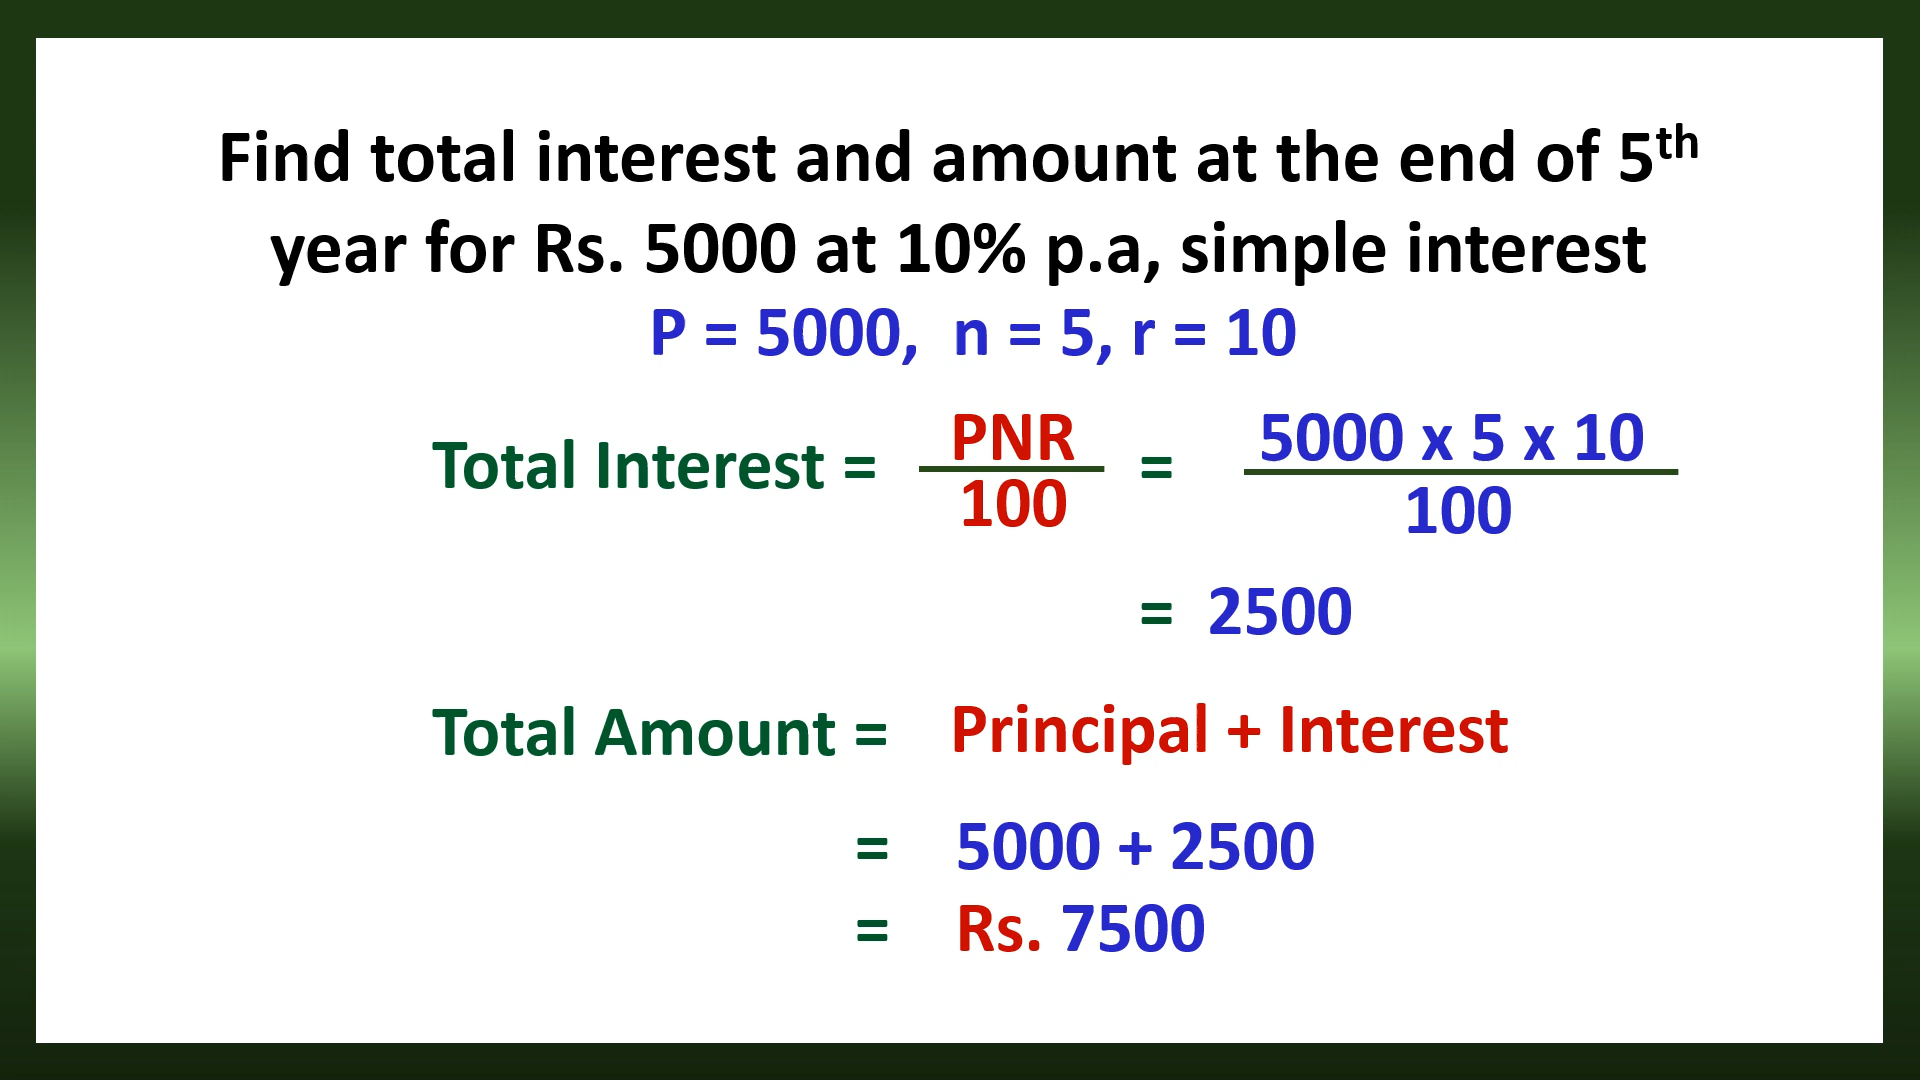 Find total interest and amount at the end of 5th
year for Rs. 5000 at 10% p.a, simple interest
P = 5000, n = 5, r = 10
Total Interest = PNR/100 = 5000 x 5 x 10/100
= 2500
Total Amount = Principal + Interest
= 5000 + 2500
= Rs. 7500